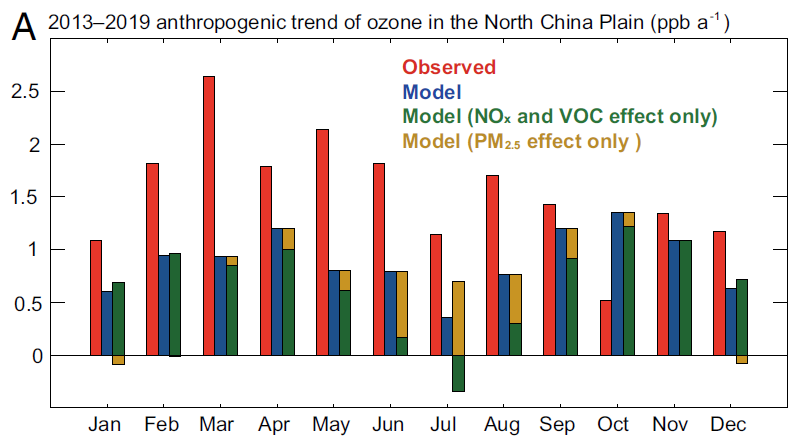 A 2013–2019 anthropogenic trend of ozone in the North China Plain (ppb a⁻¹)
Observed
Model
Model (NOₓ and VOC effect only)
Model (PM₂.₅ effect only )
2.5
2
1.5
1
0.5
0
Jan Feb Mar Apr May Jun Jul Aug Sep Oct Nov Dec